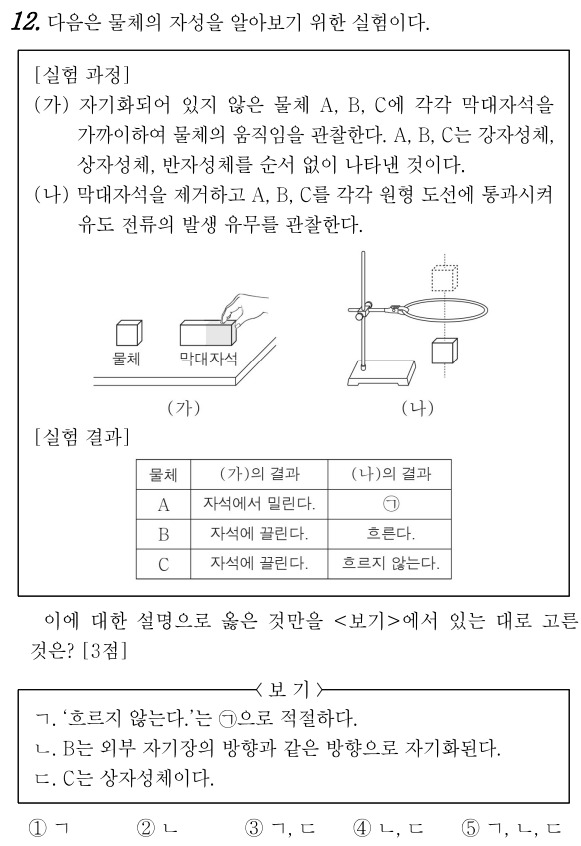 12. 다음은 물체의 자성을 알아보기 위한 실험이다.
[실험 과정]
(가) 자기화되어 있지 않은 물체 A, B, C에 각각 막대자석을
가까이하여 물체의 움직임을 관찰한다. A, B, C는 강자성체,
상자성체, 반자성체를 순서 없이 나타낸 것이다.
(나) 막대자석을 제거하고 A, B, C를 각각 원형 도선에 통과시켜
유도 전류의 발생 유무를 관찰한다.
물체 막대자석
(가) (나)
[실험 결과]
물체 (가)의 결과 (나)의 결과
A 자석에서 밀린다. ㉠
B 자석에 끌린다. 흐른다.
C 자석에 끌린다. 흐르지 않는다.
이에 대한 설명으로 옳은 것만을 <보기>에서 있는 대로 고른
것은? [3점]
<보 기>
ㄱ. ‘흐르지 않는다.’는 ㉠으로 적절하다.
ㄴ. B는 외부 자기장의 방향과 같은 방향으로 자기화된다.
ㄷ. C는 상자성체이다.
① ㄱ ② ㄴ ③ ㄱ, ㄷ ④ ㄴ, ㄷ ⑤ ㄱ, ㄴ, ㄷ